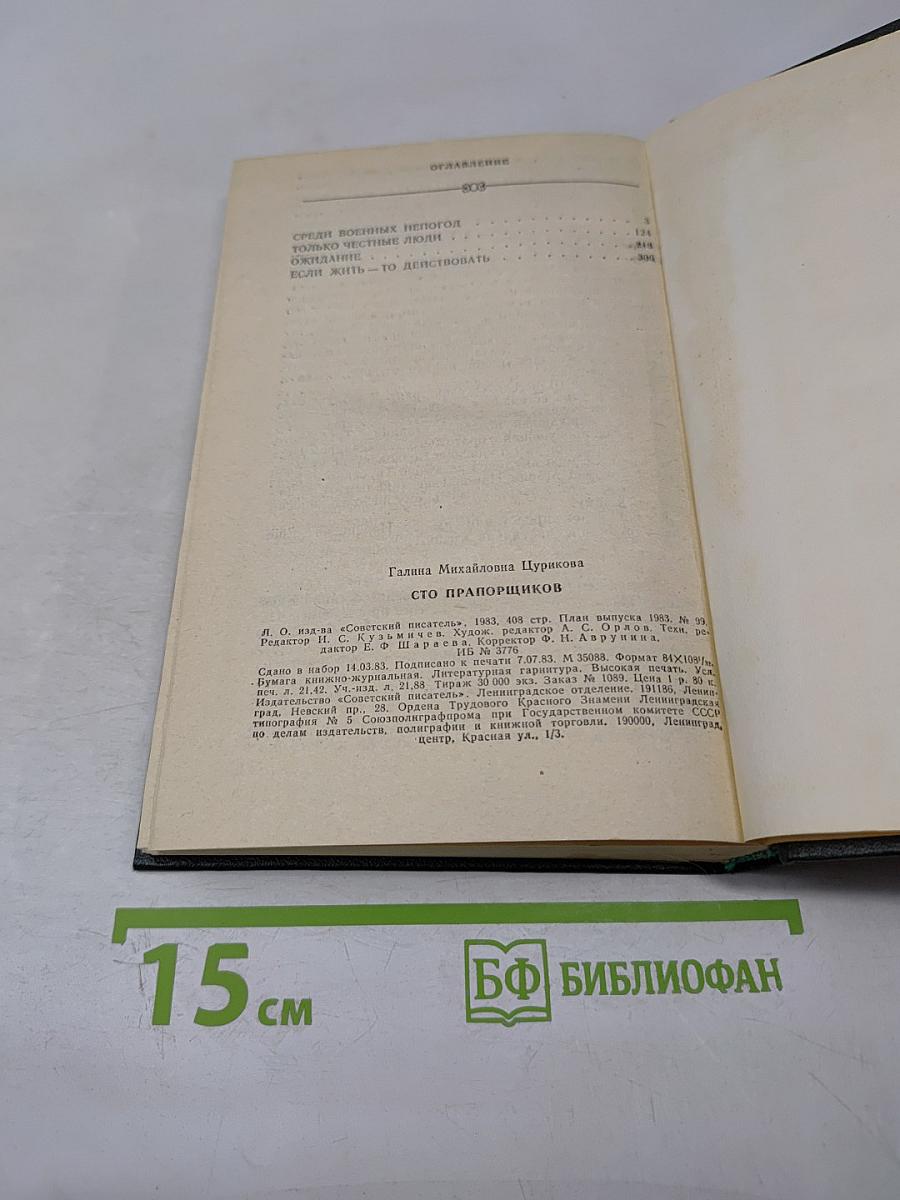 ОГЛАВЛЕНИЕ
СРЕДИ ВОЕННЫХ НЕПОГОД . . . . . . . . . . . . 3
ТОЛЬКО ЧЕСТНЫЕ ЛЮДИ . . . . . . . . . . . . . 124
ОЖИДАНИЕ . . . . . . . . . . . . . . . . . .
ЕСЛИ ЖИТЬ — ТО ДЕЙСТВОВАТЬ . . . . . . . . . .
Галина Михайловна Цурикова
СТО ПРАПОРЩИКОВ
Л. О. изд-ва «Советский писатель», 1983, 408 стр. План выпуска 1983, № 99.
Редактор И. С. Кузьмичев. Худож. редактор А. С. Орлов. Техн. ре-
дактор Е. Ф Шараева. Корректор Ф. Н. Аврунина.
ИБ № 3776
Сдано в набор 14.03.83. Подписано к печати 7.07.83. М 35088. Формат 84×108¹/₃₂.
Бумага книжно-журнальная. Литературная гарнитура. Высокая печать. Усл.
печ. л. 21,42. Уч.-изд. л. 21,88. Тираж 30 000 экз. Заказ № 1089. Цена 1 р. 80 к.
Издательство «Советский писатель». Ленинградское отделение. 191186, Ленин-
град, Невский пр., 28. Ордена Трудового Красного Знамени Ленинградская
типография № 5 Союзполиграфпрома при Государственном комитете СССР
по делам издательств, полиграфии и книжной торговли. 190000, Ленинград,
центр, Красная ул., 1/3.
15 см
БФ БИБЛИОФАН